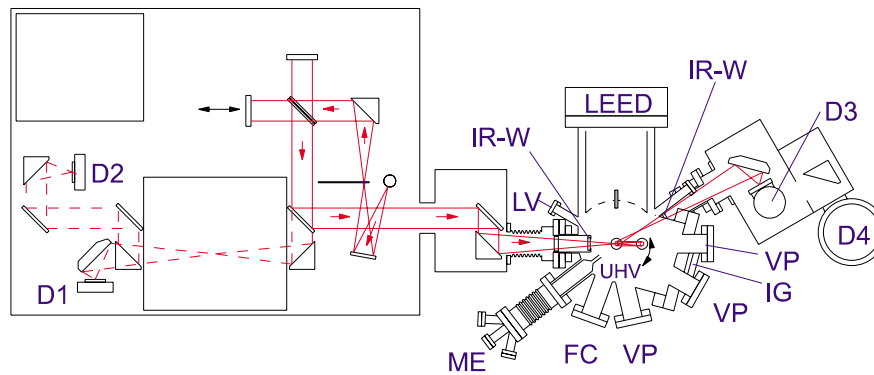 IR-W
LEED
D3
IR-W
D2
LV
D4
UHV
VP
D1
IG
VP
ME
FC
VP